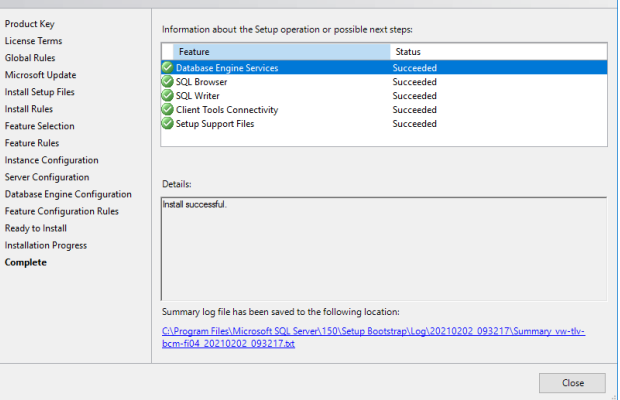 Product Key
License Terms
Global Rules
Microsoft Update
Install Setup Files
Install Rules
Feature Selection
Feature Rules
Instance Configuration
Server Configuration
Database Engine Configuration
Feature Configuration Rules
Ready to Install
Installation Progress
Complete
Information about the Setup operation or possible next steps:
Feature Status
Database Engine Services Succeeded
SQL Browser Succeeded
SQL Writer Succeeded
Client Tools Connectivity Succeeded
Setup Support Files Succeeded
Details:
Install successful.
Summary log file has been saved to the following location:
C:\Program Files\Microsoft SQL Server\150\Setup Bootstrap\Log\20210202_093217\Summary_vw-tlv-
bcm-fi04_20210202_093217.txt
Close